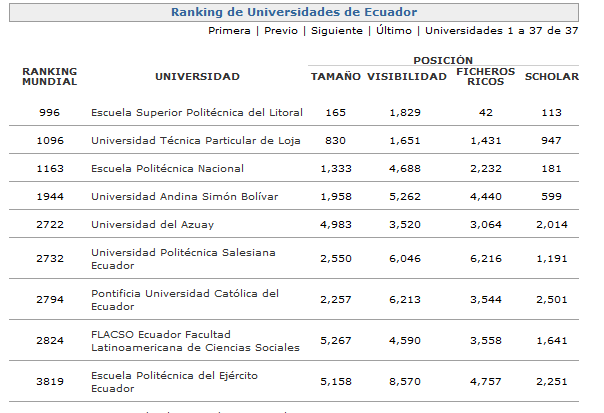 Ranking de Universidades de Ecuador
Primera | Previo | Siguiente | Último | Universidades 1 a 37 de 37
POSICIÓN
RANKING MUNDIAL UNIVERSIDAD TAMAÑO VISIBILIDAD FICHEROS RICOS SCHOLAR
996 Escuela Superior Politécnica del Litoral 165 1,829 42 113
1096 Universidad Técnica Particular de Loja 830 1,651 1,431 947
1163 Escuela Politécnica Nacional 1,333 4,688 2,232 181
1944 Universidad Andina Simón Bolívar 1,958 5,262 4,440 599
2722 Universidad del Azuay 4,983 3,520 3,064 2,014
2732 Universidad Politécnica Salesiana Ecuador 2,550 6,046 6,216 1,191
2794 Pontificia Universidad Católica del Ecuador 2,257 6,213 3,544 2,501
2824 FLACSO Ecuador Facultad Latinoamericana de Ciencias Sociales 5,267 4,590 3,558 1,641
3819 Escuela Politécnica del Ejército Ecuador 5,158 8,570 4,757 2,251